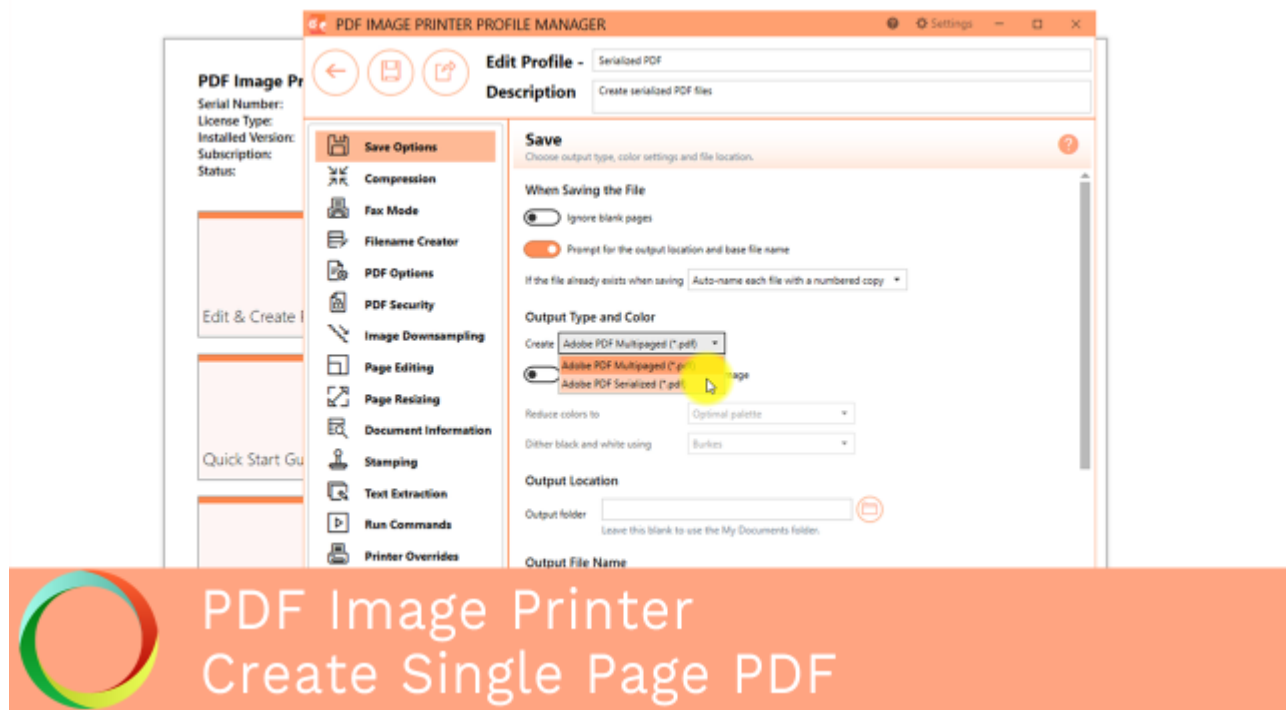 PDF IMAGE PRINTER PROFILE MANAGER
Settings
Edit Profile - Serialized PDF
Description Create serialized PDF files
PDF Image Pr
Serial Number:
License Type:
Installed Version:
Subscription:
Status:
Edit & Create
Quick Start Gu
Save Options
Compression
Fax Mode
Filename Creator
PDF Options
PDF Security
Image Downsampling
Page Editing
Page Resizing
Document Information
Stamping
Text Extraction
Run Commands
Printer Overrides
Save
Choose output type, color settings and file location.
When Saving the File
Ignore blank pages
Prompt for the output location and base file name
If the file already exists when saving Auto-name each file with a numbered copy
Output Type and Color
Create Adobe PDF Multipaged (*.pdf)
Adobe PDF Multipaged (*.pdf)
Adobe PDF Serialized (*.pdf)
mage
Reduce colors to Optimal palette
Dither black and white using Burkes
Output Location
Output folder
Leave this blank to use the My Documents folder.
Output File Name
PDF Image Printer
Create Single Page PDF